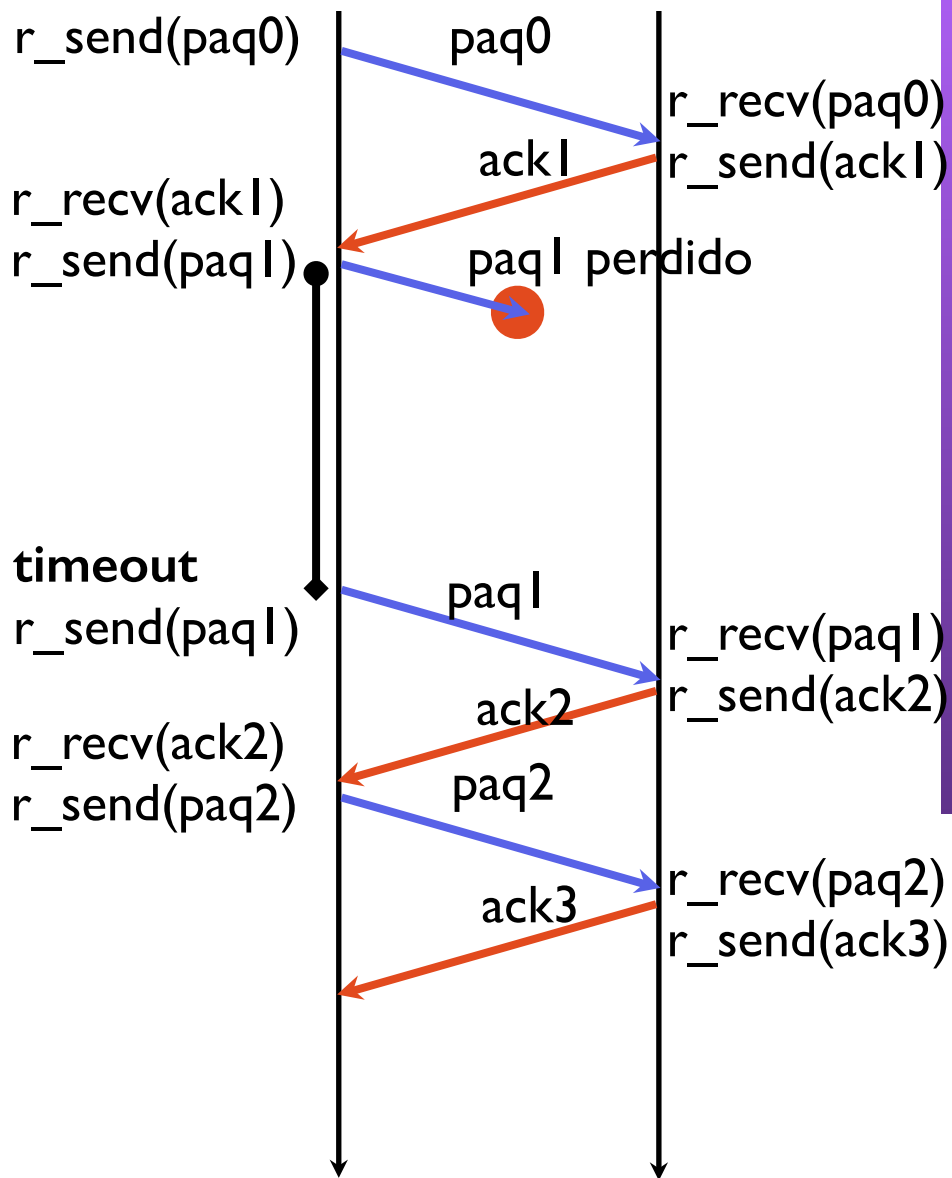 r_send(paq0)
paq0
r_recv(paq0)
ack1
r_send(ack1)
r_recv(ack1)
r_send(paq1)
paq1 perdido
timeout
paq1
r_send(paq1)
r_recv(paq1)
r_send(ack2)
ack2
r_recv(ack2)
paq2
r_send(paq2)
r_recv(paq2)
ack3
r_send(ack3)